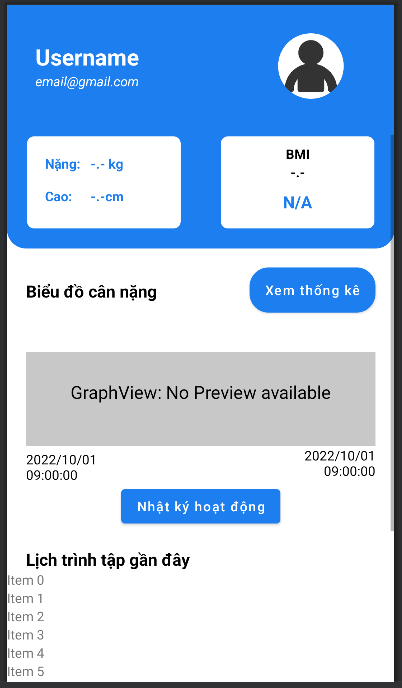 Username
email@gmail.com
Nặng: -.- kg
Cao: -.-cm
BMI
-.-
N/A
Biểu đồ cân nặng
Xem thống kê
GraphView: No Preview available
2022/10/01
09:00:00
2022/10/01
09:00:00
Nhật ký hoạt động
Lịch trình tập gần đây
Item 0
Item 1
Item 2
Item 3
Item 4
Item 5